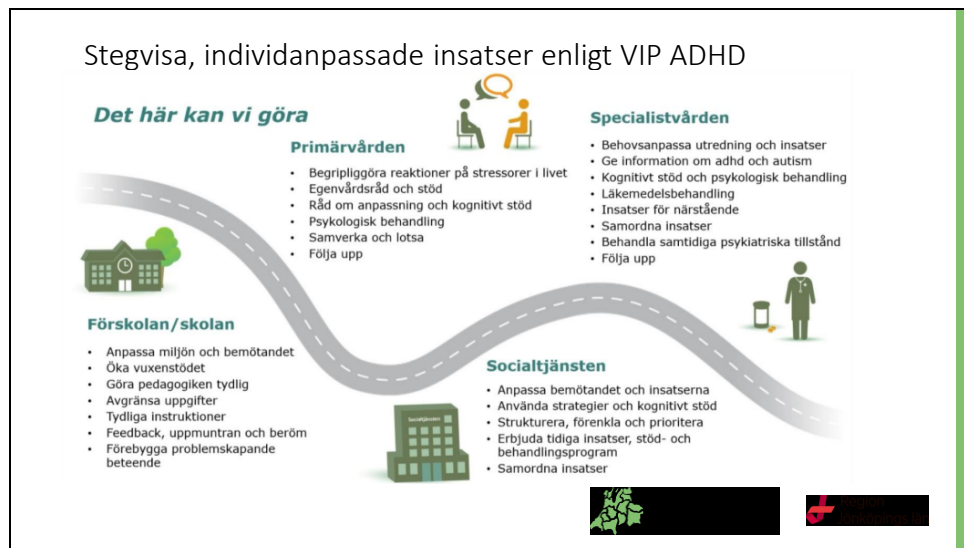 Stegvisa, individanpassade insatser enligt VIP ADHD
Det här kan vi göra
Primärvården
• Begripliggöra reaktioner på stressorer i livet
• Egenvårdsråd och stöd
• Råd om anpassning och kognitivt stöd
• Psykologisk behandling
• Samverka och lotsa
• Följa upp
Specialistvården
• Behovsanpassa utredning och insatser
• Ge information om adhd och autism
• Kognitivt stöd och psykologisk behandling
• Läkemedelsbehandling
• Insatser för närstående
• Samordna insatser
• Behandla samtidiga psykiatriska tillstånd
• Följa upp
Förskolan/skolan
• Anpassa miljön och bemötandet
• Öka vuxenstödet
• Göra pedagogiken tydlig
• Avgränsa uppgifter
• Tydliga instruktioner
• Feedback, uppmuntran och beröm
• Förebygga problemskapande
beteende
Socialtjänsten
Socialtjänsten
• Anpassa bemötandet och insatserna
• Använda strategier och kognitivt stöd
• Strukturera, förenkla och prioritera
• Erbjuda tidiga insatser, stöd- och
behandlingsprogram
• Samordna insatser
Region
Jönköpings län